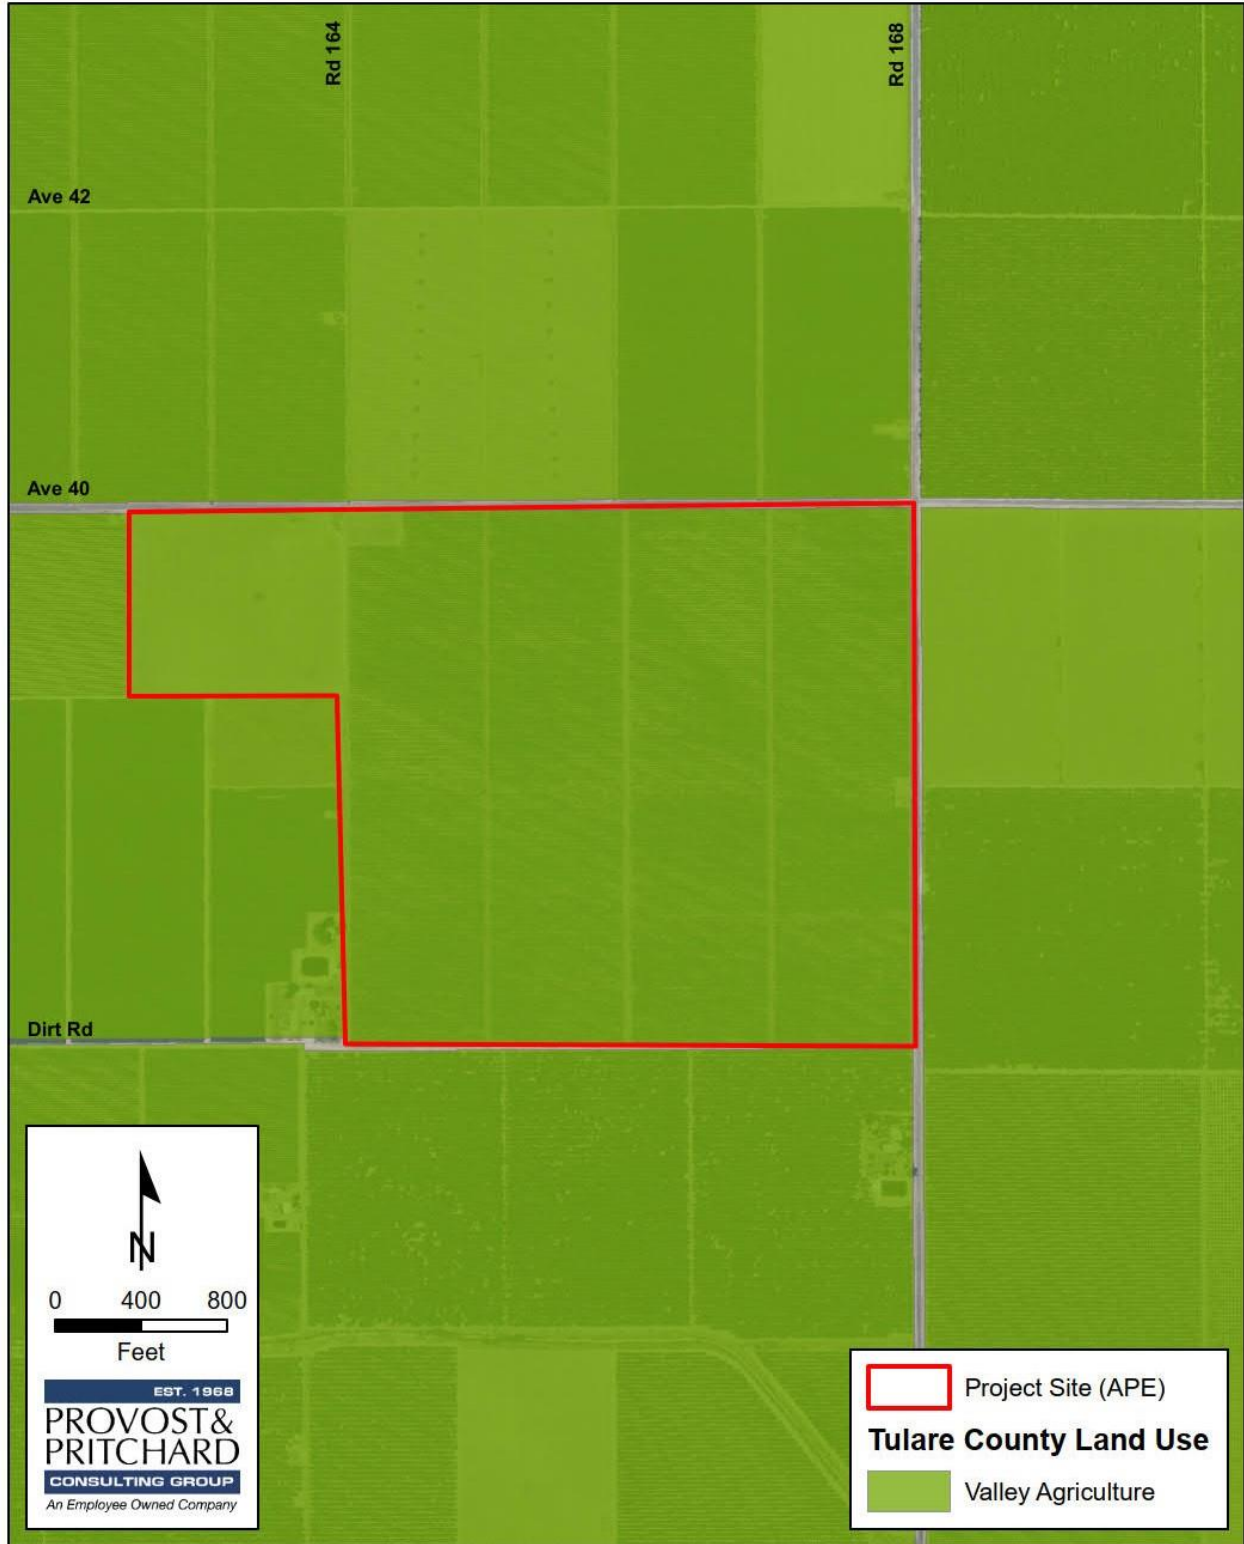 Rd 164
Rd 168
Ave 42
Ave 40
Dirt Rd
N
0 400 800
Feet
EST. 1968
PROVOST&
PRITCHARD
CONSULTING GROUP
An Employee Owned Company
Project Site (APE)
Tulare County Land Use
Valley Agriculture